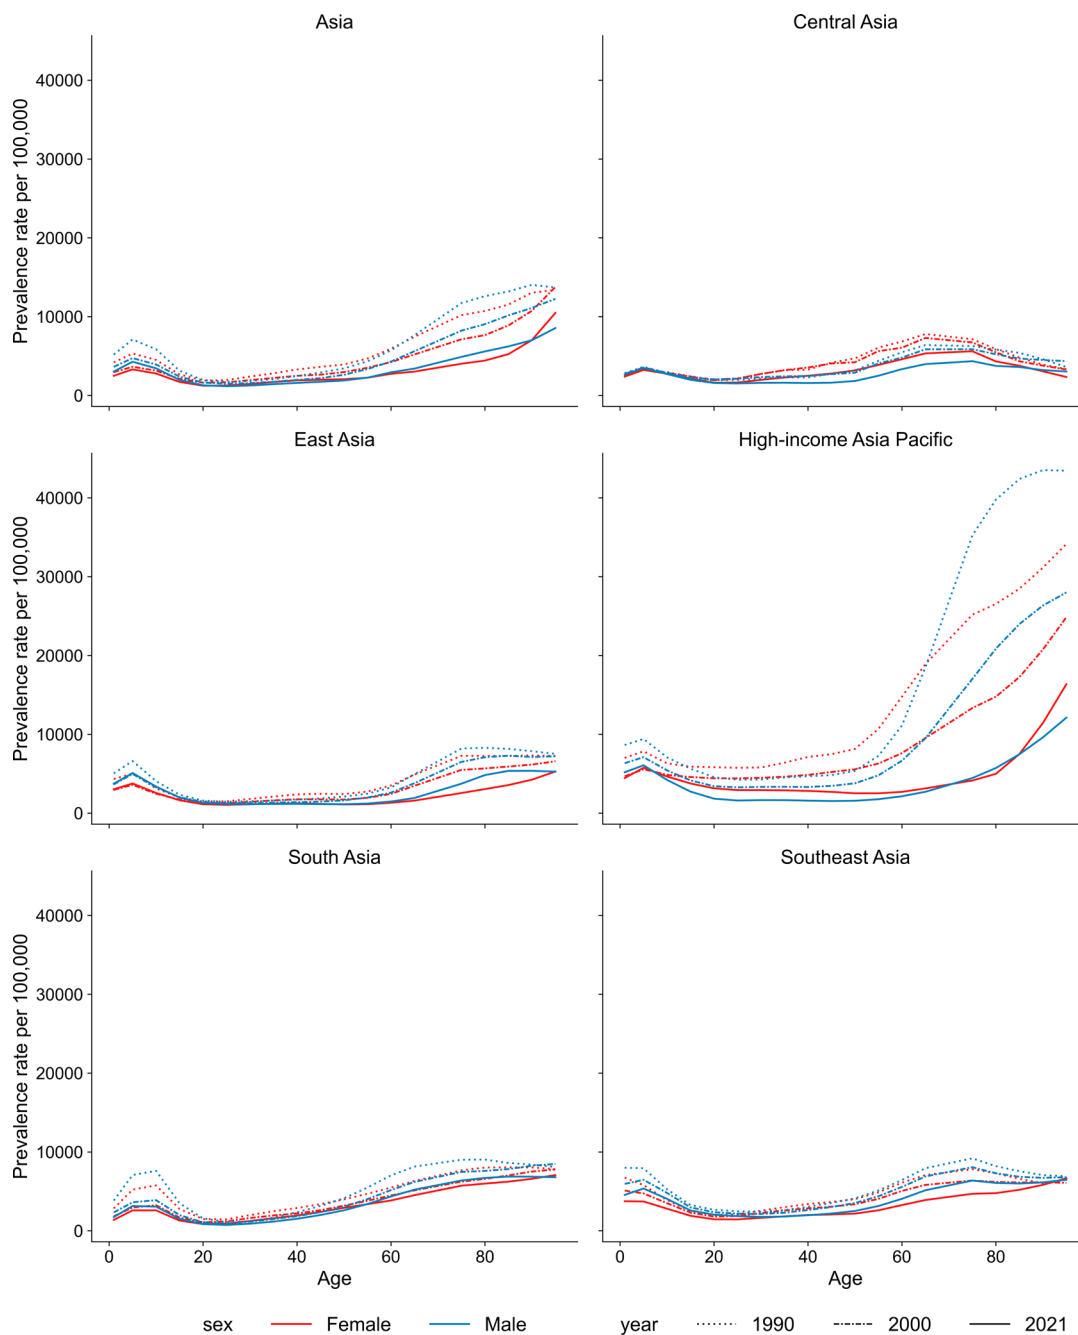 Asia
Central Asia
Prevalence rate per 100,000
40000
30000
20000
10000
0
East Asia
High-income Asia Pacific
Prevalence rate per 100,000
40000
30000
20000
10000
0
South Asia
Southeast Asia
Prevalence rate per 100,000
40000
30000
20000
10000
0
0 20 40 60 80
0 20 40 60 80
Age
Age
sex Female Male year 1990 2000 2021